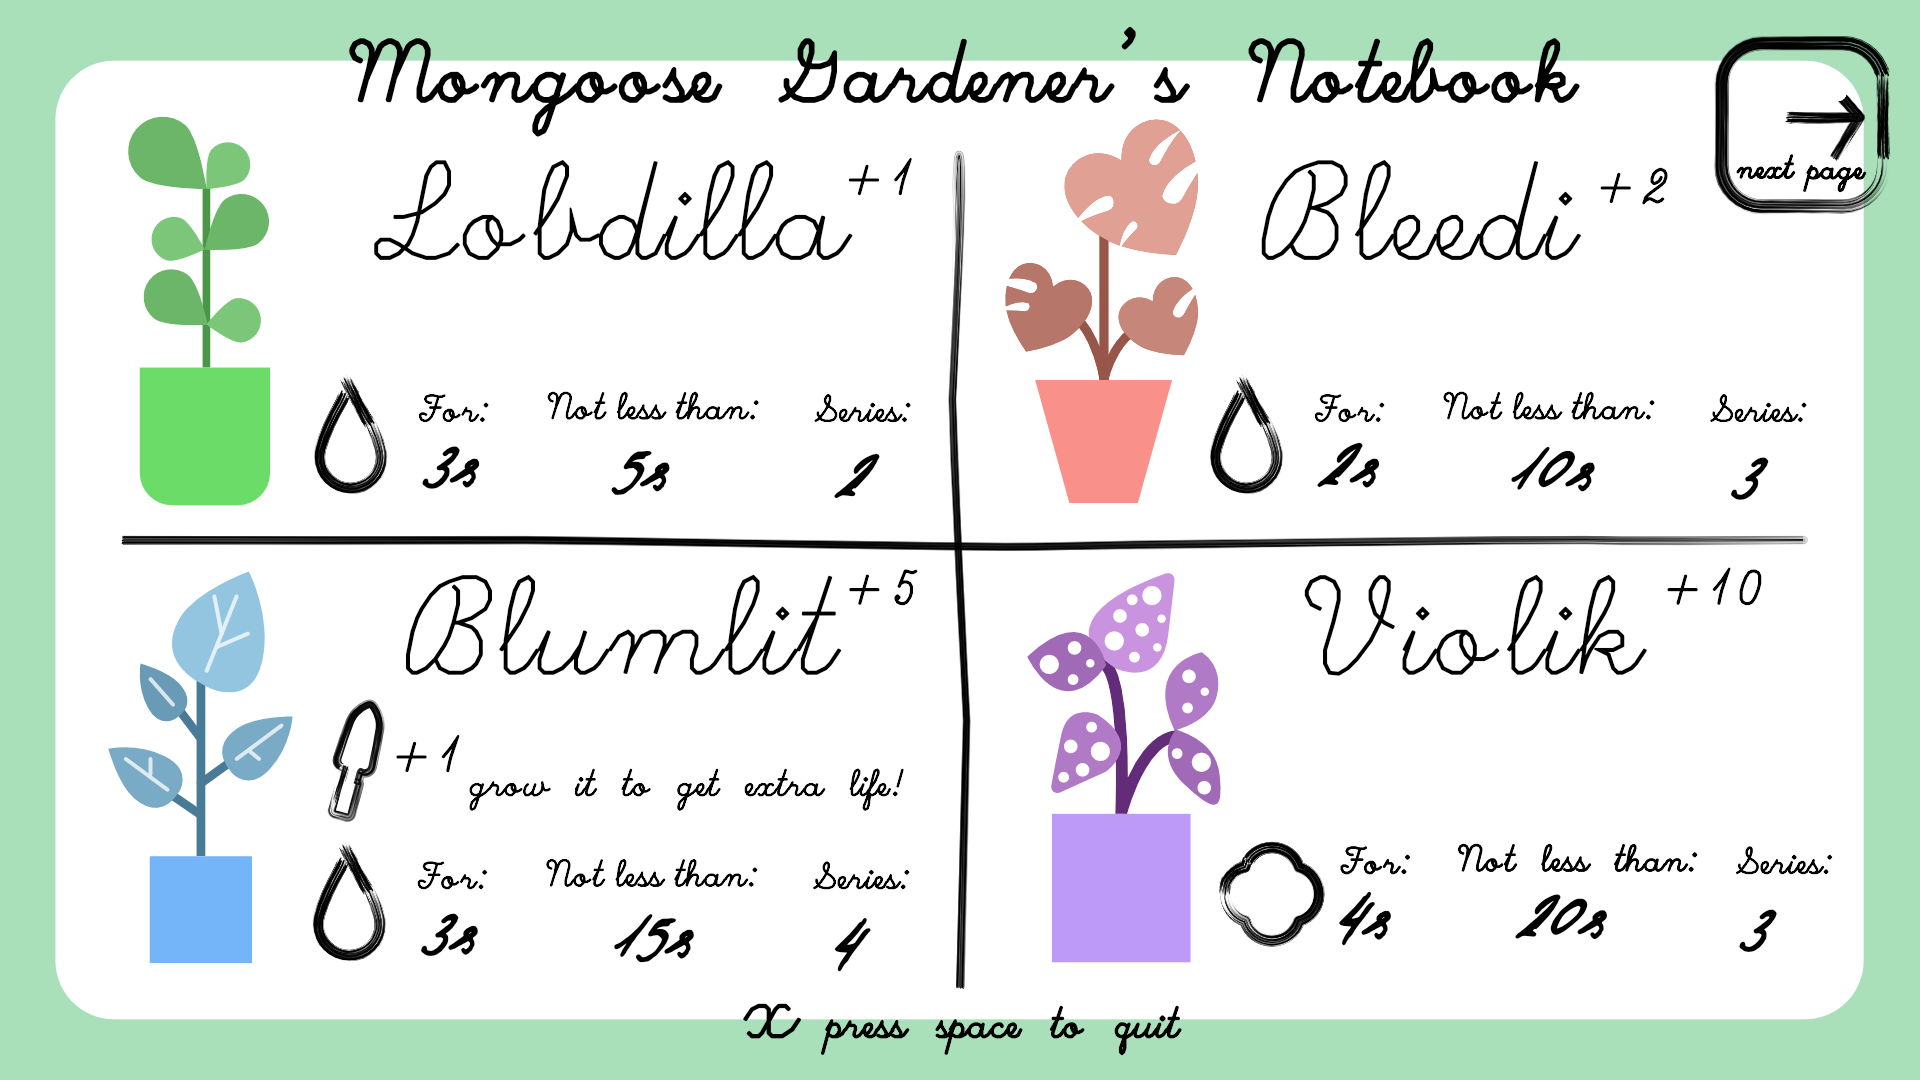 Mongoose Gardener's Notebook
next page
Lobdilla +1
For: Not less than: Series:
3s 5s 2
Bleedi +2
For: Not less than: Series:
2s 10s 3
Blumlit +5
+1 grow it to get extra life!
For: Not less than: Series:
3s 15s 4
Violik +10
For: Not less than: Series:
4s 20s 3
X press space to quit